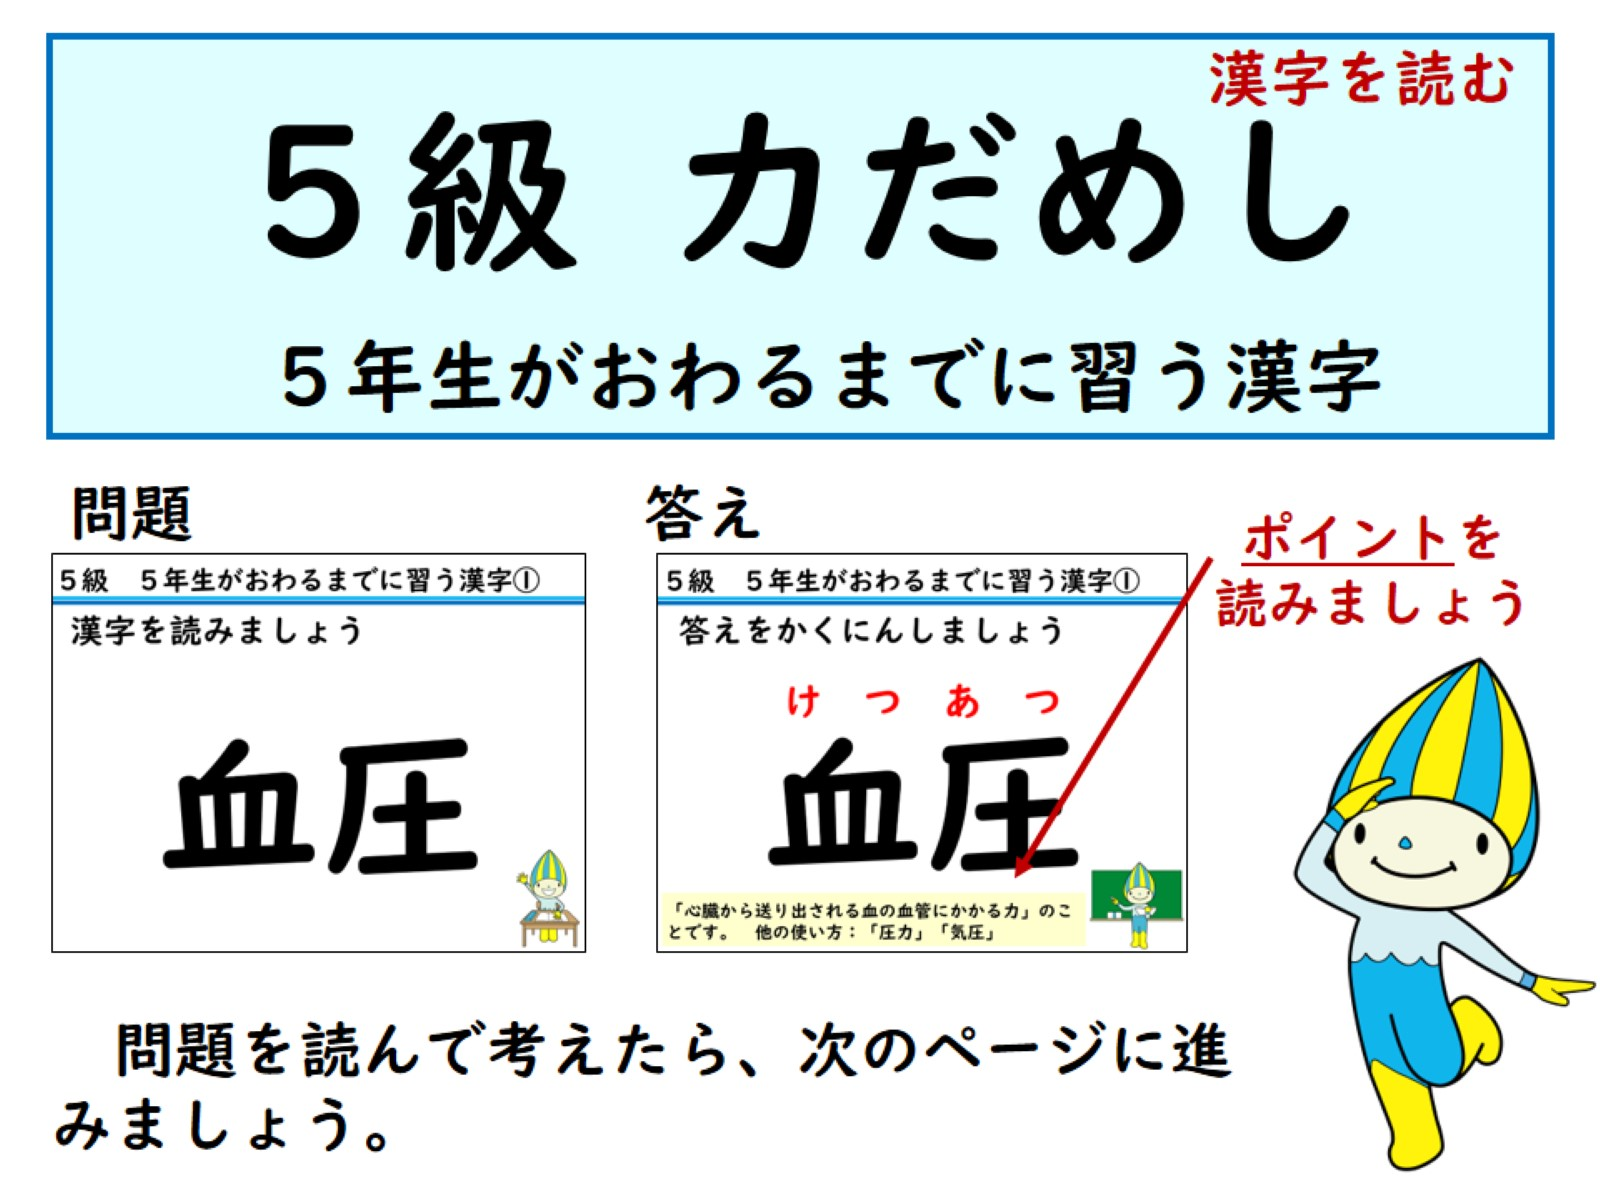 漢字を読む
５級 力だめし
５年生がおわるまでに習う漢字
問題
５級　５年生がおわるまでに習う漢字①
漢字を読みましょう
血圧
答え
５級　５年生がおわるまでに習う漢字①
答えをかくにんしましょう
け つ あ つ
血圧
「心臓から送り出される血の血管にかかる力」のこ
とです。　他の使い方：「圧力」「気圧」
ポイントを
読みましょう
問題を読んで考えたら、次のページに進
みましょう。